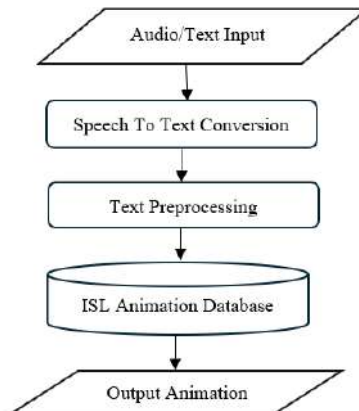 Audio/Text Input
Speech To Text Conversion
Text Preprocessing
ISL Animation Database
Output Animation